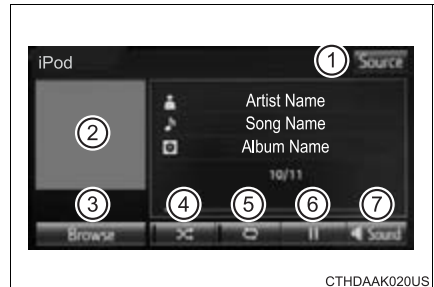 iPod
1 Source
Artist Name
2 Song Name
Album Name
10/11
3 4 5 6 7
Browse Sound
CTHDAAK020US